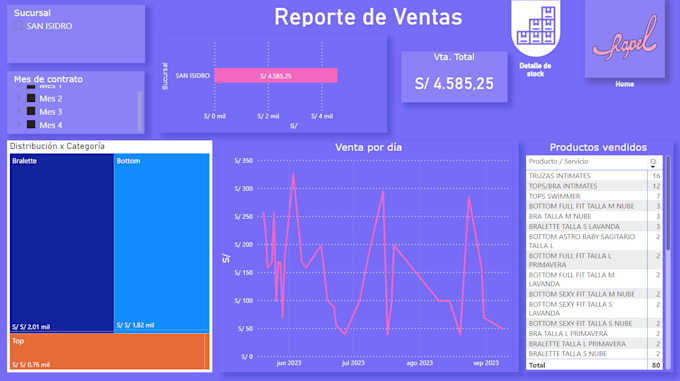 Reporte de Ventas
Sucursal
SAN ISIDRO
Mes de contrato
Mes 1
Mes 2
Mes 3
Mes 4
Sucursal
SAN ISIDRO
S/ 4.585,25
S/ 0 mil
S/ 2 mil
S/ 4 mil
S/
Vta. Total
S/ 4.585,25
Detalle de
stock
Rapel
Home
Distribución x Categoría
Bralette
S/ S/ 2,01 mil
Bottom
S/ S/ 1,82 mil
Top
S/ S/ 0,76 mil
Venta por día
S/
S/ 350
S/ 300
S/ 250
S/ 200
S/ 150
S/ 100
S/ 50
S/ 0
jun 2023
jul 2023
ago 2023
sep 2023
Productos vendidos
Producto / Servicio Q.
TRUZAS INTIMATES 16
TOPS/BRA INTIMATES 12
TOPS SWIMMER 7
BOTTOM FULL FIT TALLA M NUBE 3
BRA TALLA M NUBE 3
BRALETTE TALLA S LAVANDA 3
BOTTOM ASTRO BABY SAGITARIO 2
TALLA L
BOTTOM FULL FIT TALLA L 2
PRIMAVERA
BOTTOM FULL FIT TALLA M 2
LAVANDA
BOTTOM SEXY FIT TALLA M NUBE 2
BOTTOM SEXY FIT TALLA S 2
LAVANDA
BOTTOM SEXY FIT TALLA S NUBE 2
BRA TALLA L PRIMAVERA 2
BRALETTE TALLA L PRIMAVERA 2
BRALETTE TALLA S NUBE 2
Total 80